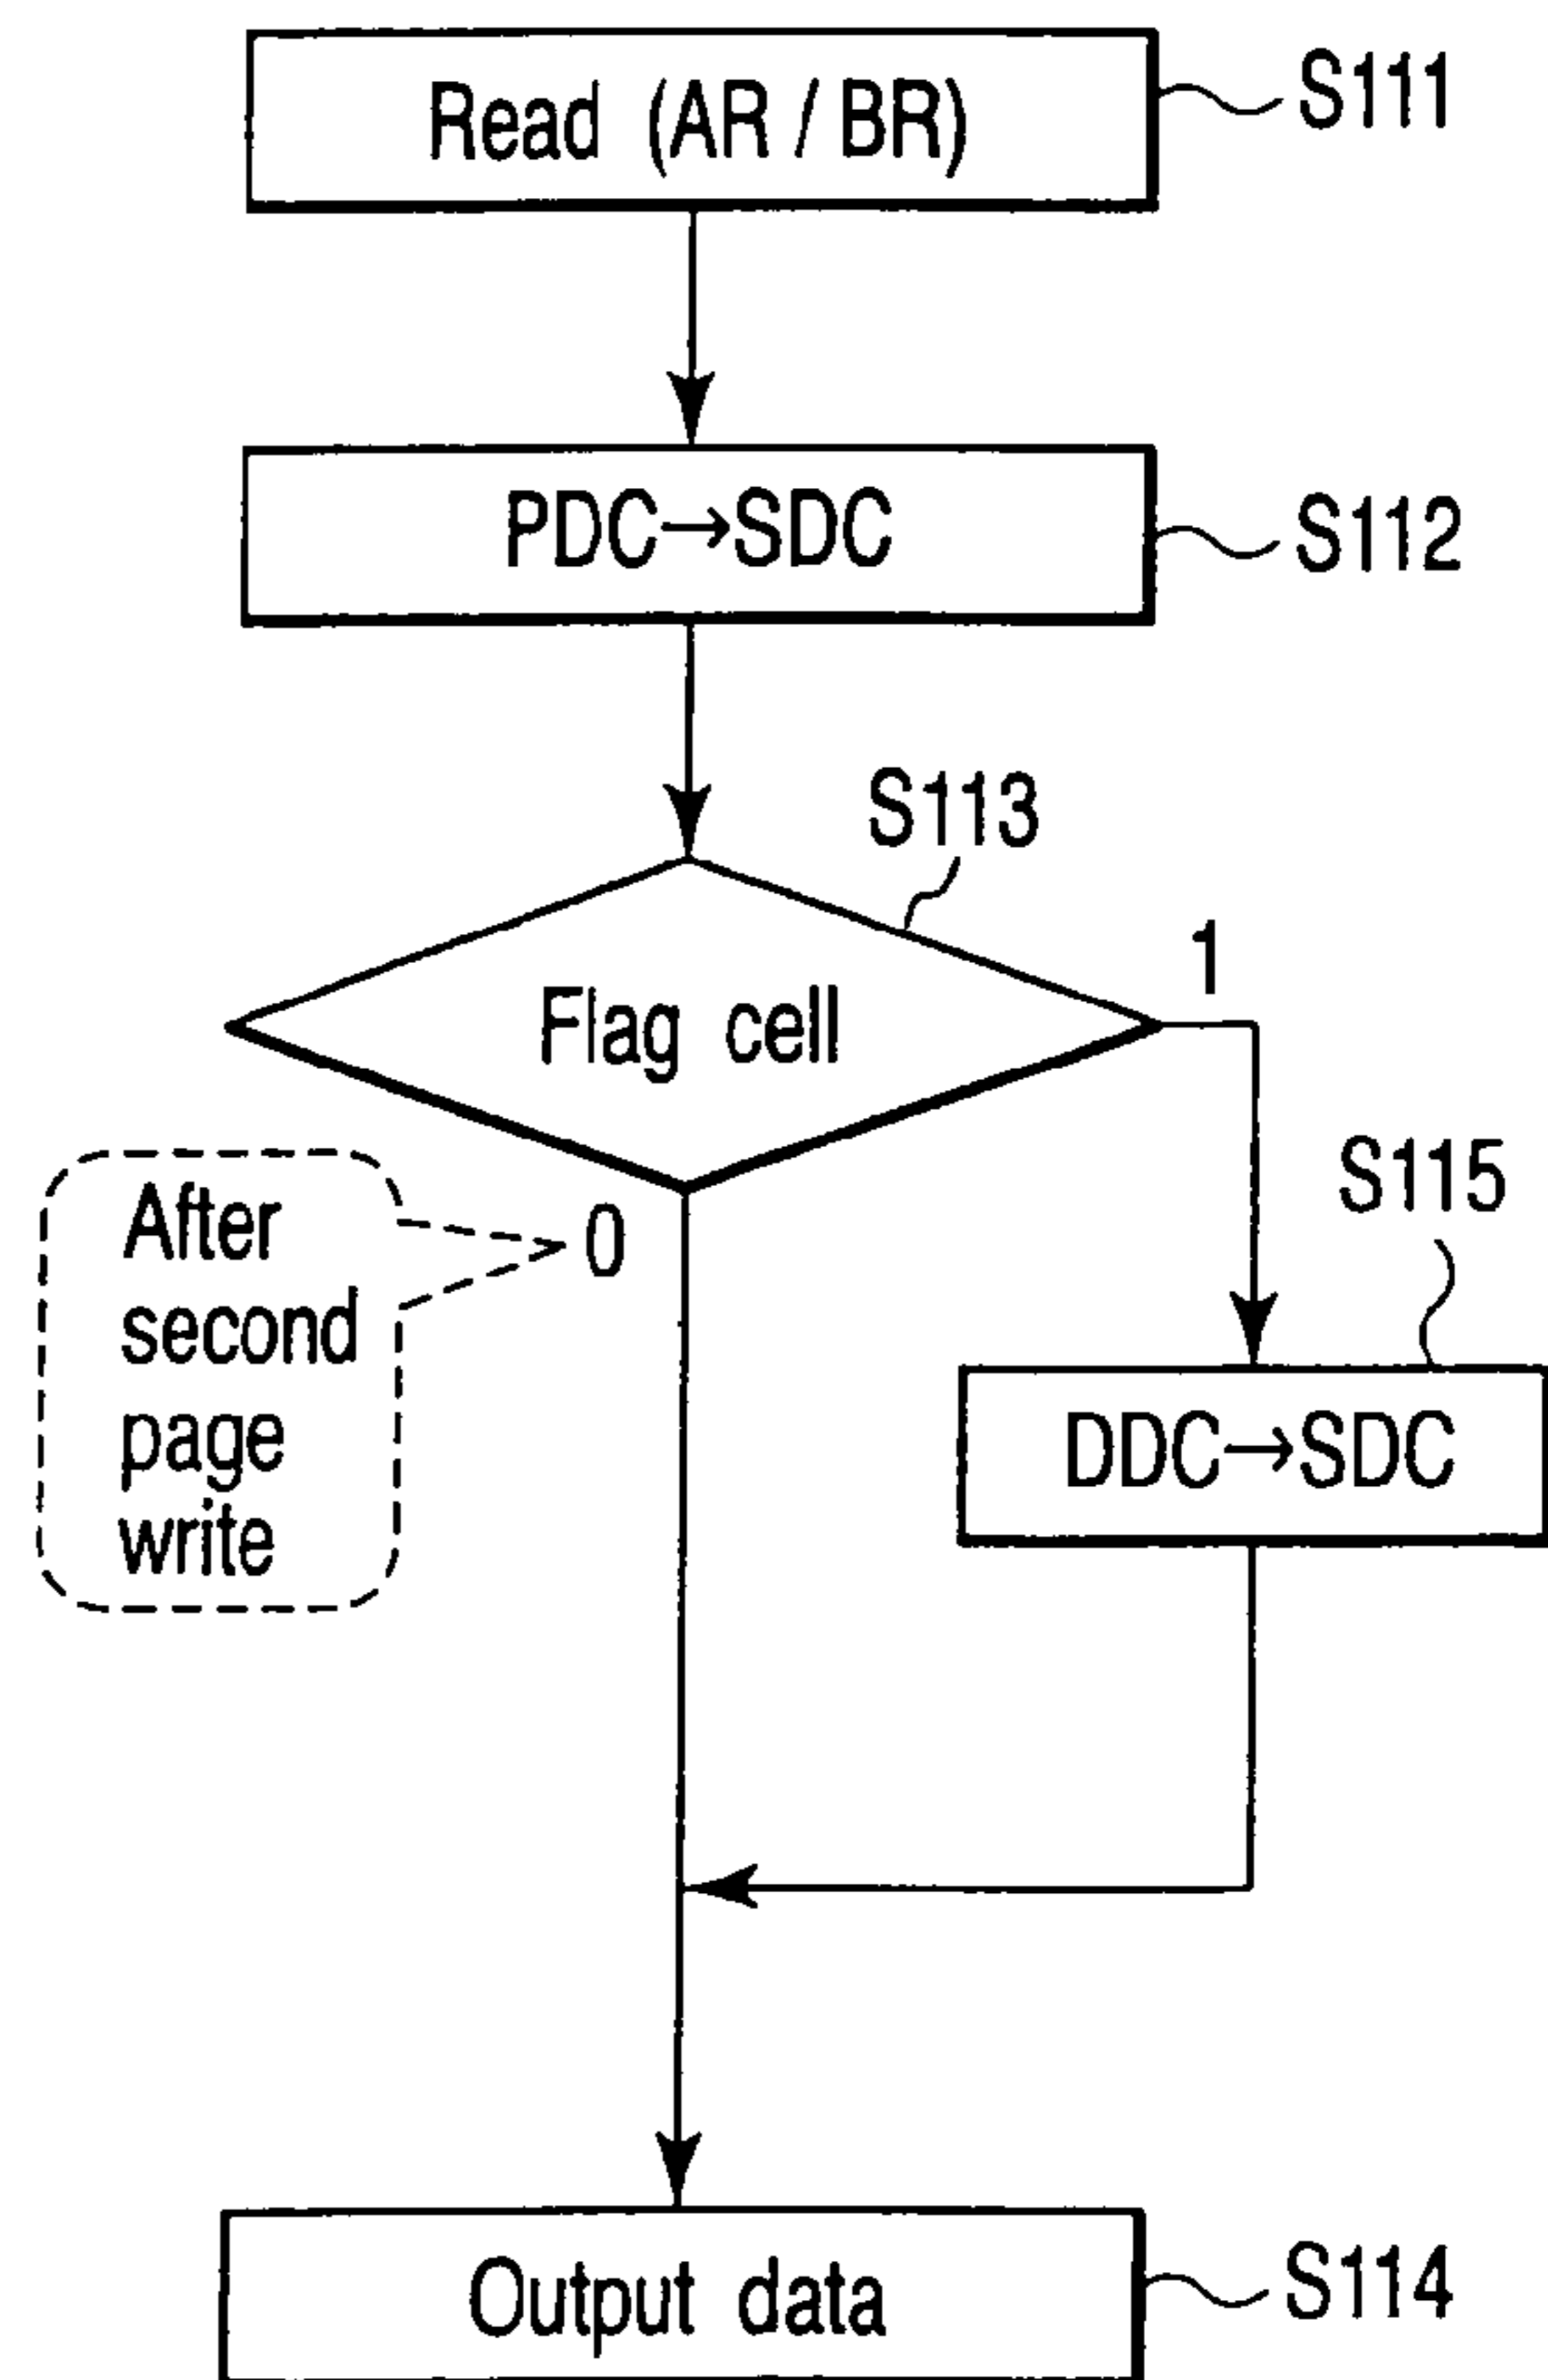 Read (AR / BR)
S111
PDC→SDC
S112
S113
Flag cell
1
0
After
second
page
write
S115
DDC→SDC
Output data
S114